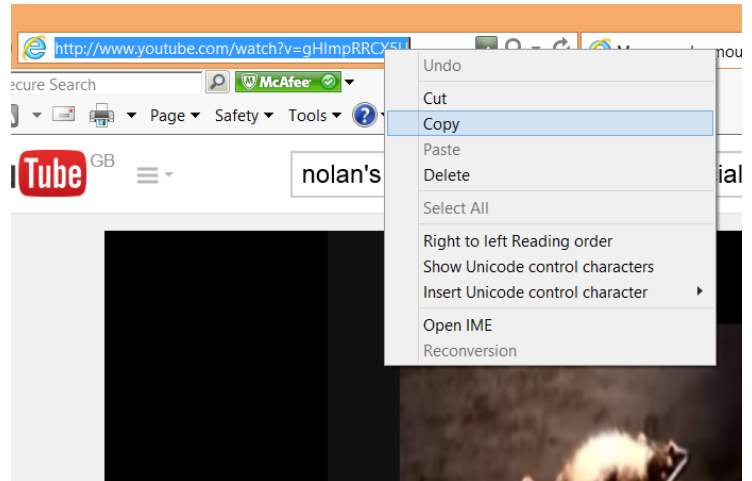 http://www.youtube.com/watch?v=gHImpRRCX5U
ecure Search
McAfee
Page
Safety
Tools
?
Tube
GB
nolan's
Undo
Cut
Copy
Paste
Delete
Select All
Right to left Reading order
Show Unicode control characters
Insert Unicode control character
Open IME
Reconversion